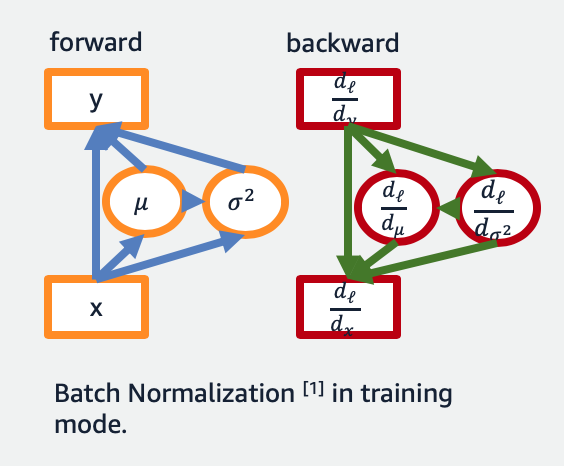 forward
backward
y
dℓ
dy
μ
σ²
dℓ
dμ
dℓ
dσ²
x
dℓ
dx
Batch Normalization [1] in training
mode.